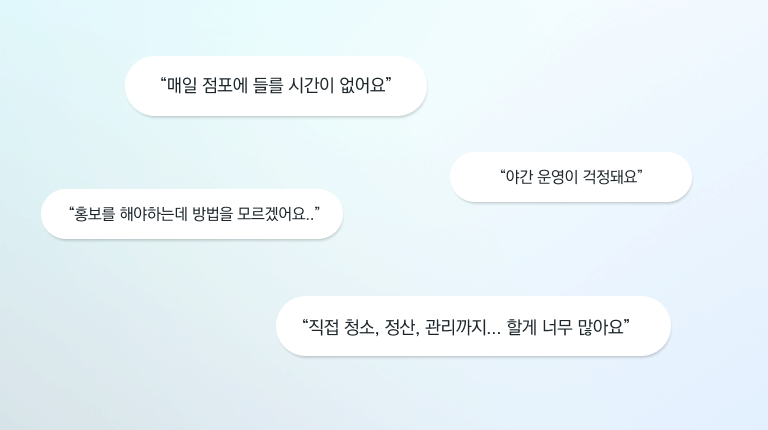 “매일 점포에 들를 시간이 없어요”
“야간 운영이 걱정돼요”
“홍보를 해야하는데 방법을 모르겠어요..”
“직접 청소, 정산, 관리까지... 할게 너무 많아요”